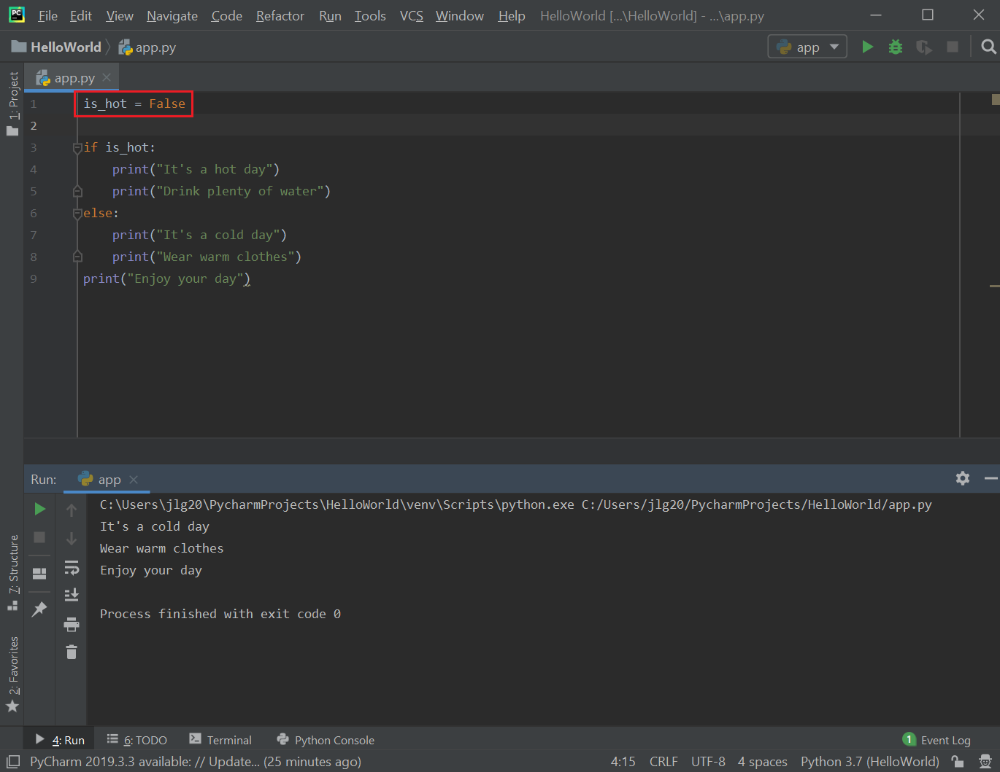 PC File Edit View Navigate Code Refactor Run Tools VCS Window Help HelloWorld [...\HelloWorld] - ...\app.py
HelloWorld app.py app
1: Project
app.py
1 is_hot = False
2
3 if is_hot:
4 print("It's a hot day")
5 print("Drink plenty of water")
6 else:
7 print("It's a cold day")
8 print("Wear warm clothes")
9 print("Enjoy your day")
Run: app
C:\Users\jlg20\PycharmProjects\HelloWorld\venv\Scripts\python.exe C:/Users/jlg20/PycharmProjects/HelloWorld/app.py
It's a cold day
Wear warm clothes
Enjoy your day
Process finished with exit code 0
7: Structure
2: Favorites
4: Run 6: TODO Terminal Python Console 1 Event Log
PyCharm 2019.3.3 available: // Update... (25 minutes ago) 4:15 CRLF UTF-8 4 spaces Python 3.7 (HelloWorld)